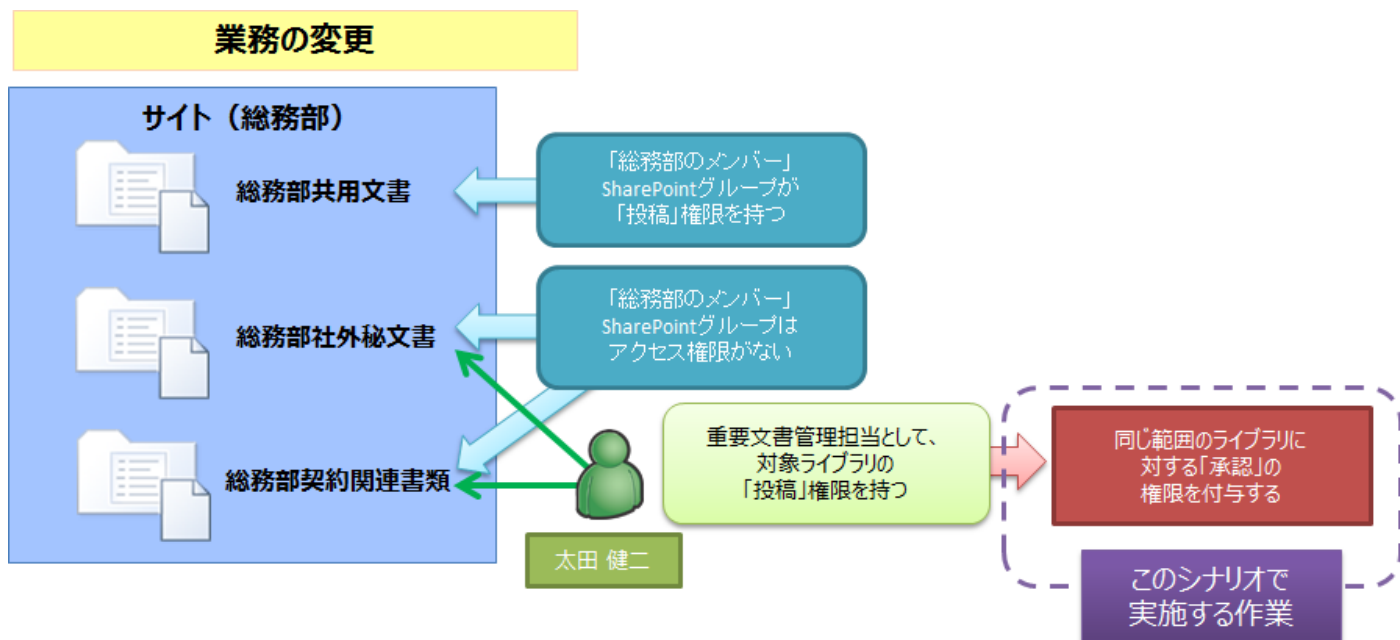 業務の変更
サイト（総務部）
総務部共用文書
「総務部のメンバー」
SharePointグループが
「投稿」権限を持つ
総務部社外秘文書
「総務部のメンバー」
SharePointグループは
アクセス権限がない
総務部契約関連書類
太田 健二
重要文書管理担当として、
対象ライブラリの
「投稿」権限を持つ
同じ範囲のライブラリに
対する「承認」の
権限を付与する
このシナリオで
実施する作業